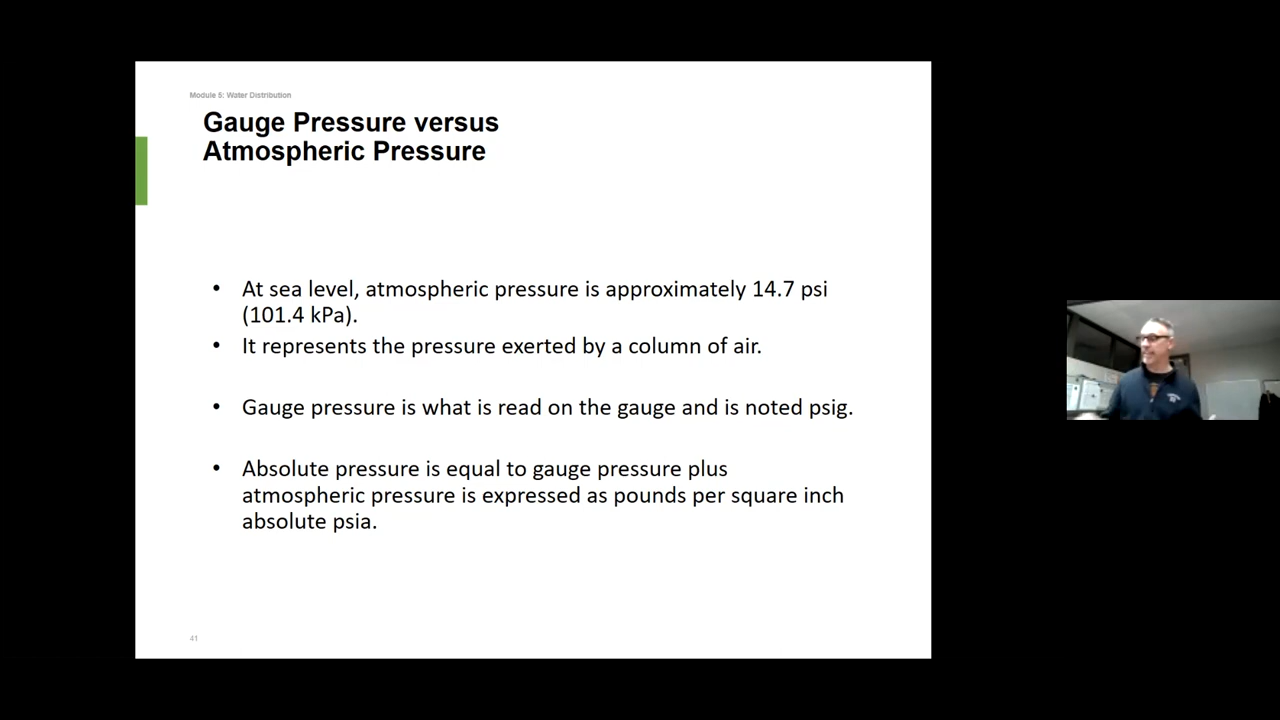 Module 5: Water Distribution
Gauge Pressure versus
Atmospheric Pressure
• At sea level, atmospheric pressure is approximately 14.7 psi
(101.4 kPa).
• It represents the pressure exerted by a column of air.
• Gauge pressure is what is read on the gauge and is noted psig.
• Absolute pressure is equal to gauge pressure plus
atmospheric pressure is expressed as pounds per square inch
absolute psia.
41